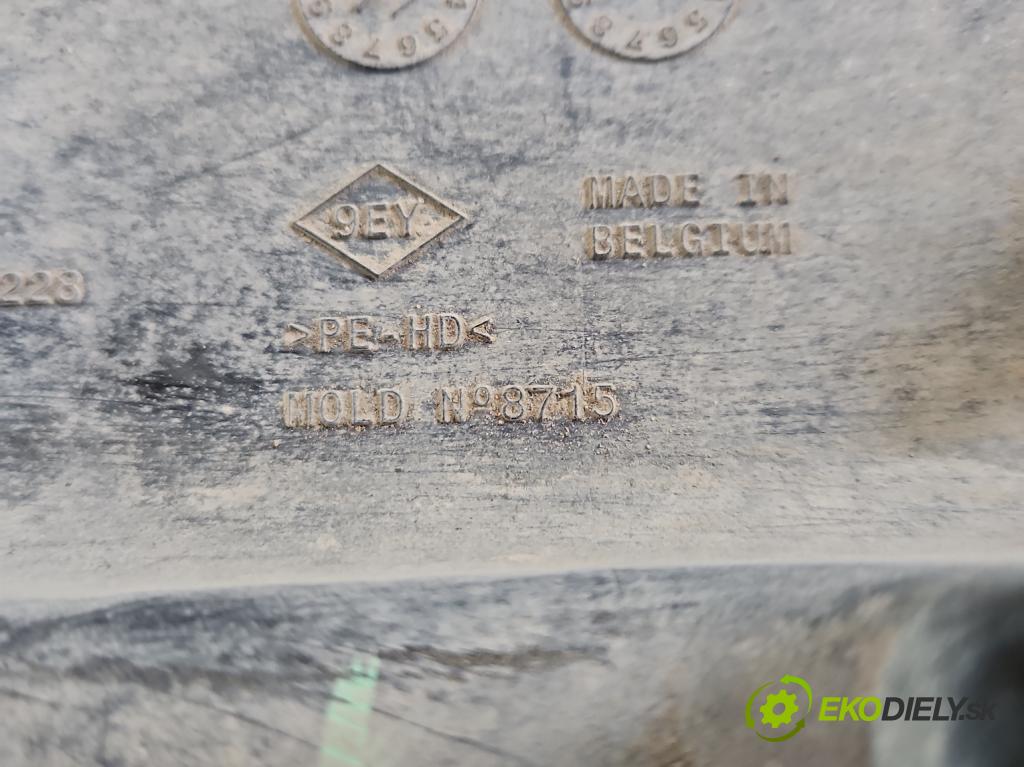 9EY
MADE IN
BELGIUM
228
>PE-HD<
MOLD Nº8715
EKODIELY.sk